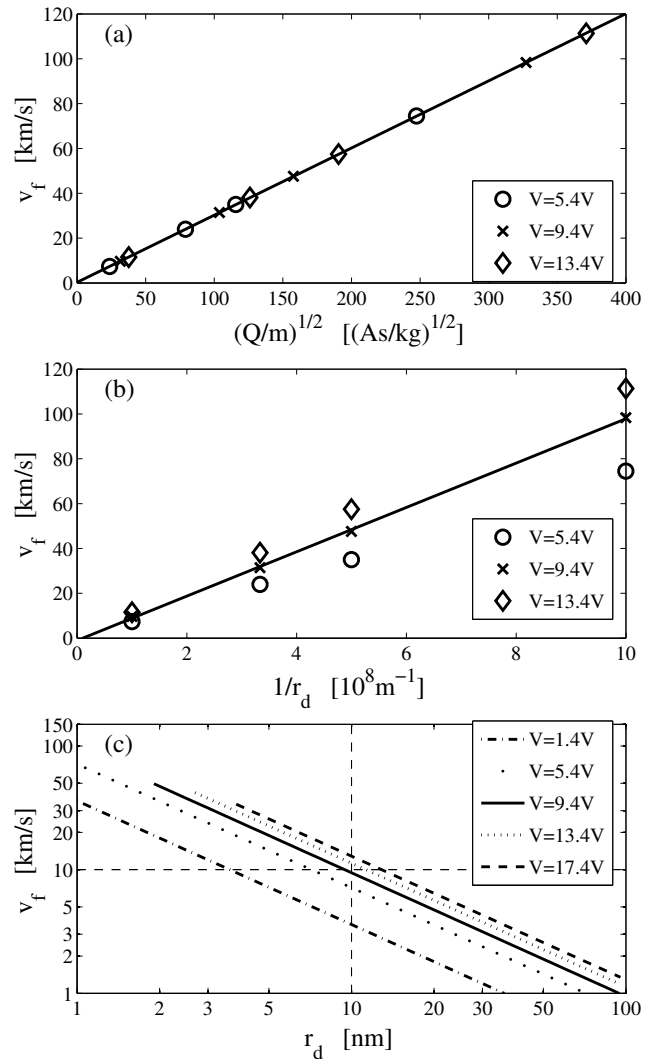 (a)
120
100
80
60
40
20
0
v_f [km/s]
V=5.4V
V=9.4V
V=13.4V
0 50 100 150 200 250 300 350 400
(Q/m)^{1/2} [(As/kg)^{1/2}]
(b)
120
100
80
60
40
20
0
v_f [km/s]
V=5.4V
V=9.4V
V=13.4V
0 2 4 6 8 10
1/r_d [10^8 m^{−1}]
(c)
150
100
50
30
20
10
5
3
2
1
v_f [km/s]
V=1.4V
V=5.4V
V=9.4V
V=13.4V
V=17.4V
1 2 3 5 10 20 30 50 100
r_d [nm]